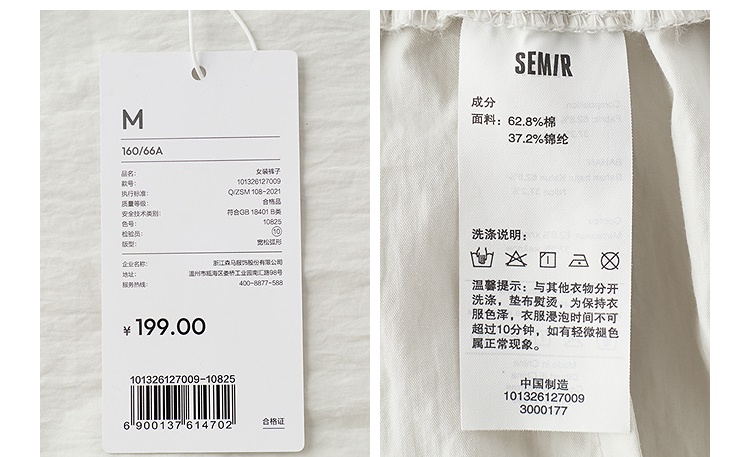 M
160/66A
品名: 女装裤子
款号: 101326127009
执行标准: Q/ZSM 108-2021
质量等级: 合格品
安全技术类别: 符合GB 18401 B类
色号: 10825
检验员: 10
版型: 宽松弧形
企业名称: 浙江森马服饰股份有限公司
地址: 温州市瓯海区娄桥工业园南汇路98号
服务热线: 400-8877-588
¥ 199.00
101326127009-10825
6 900137 614702
合格证
SEMIR
成分
面料: 62.8%棉
37.2%锦纶
洗涤说明:
温馨提示: 与其他衣物分开
洗涤, 垫布熨烫, 为保持衣
服色泽, 衣服浸泡时间不可
超过10分钟, 如有轻微褪色
属正常现象。
中国制造
101326127009
3000177